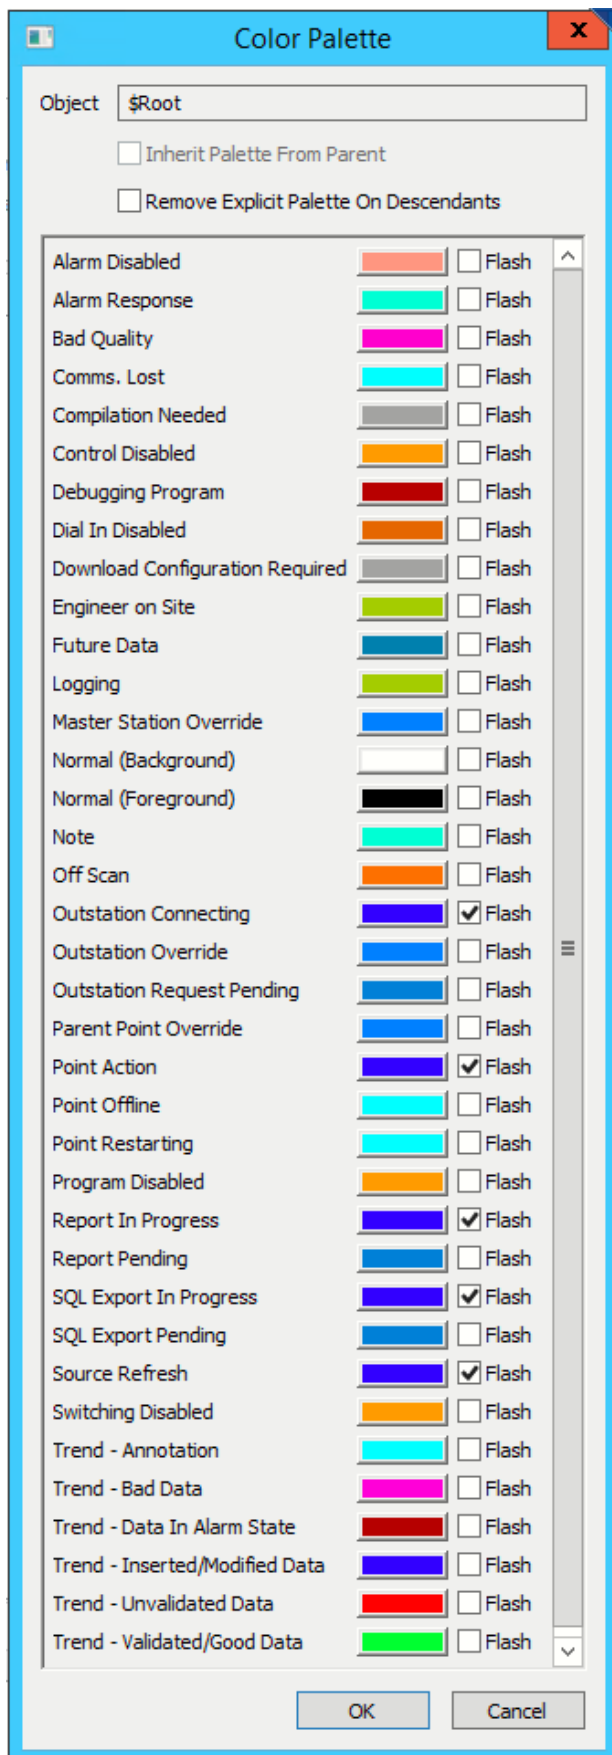 Color Palette
x
Object $Root
Inherit Palette From Parent
Remove Explicit Palette On Descendants
Alarm Disabled Flash
Alarm Response Flash
Bad Quality Flash
Comms. Lost Flash
Compilation Needed Flash
Control Disabled Flash
Debugging Program Flash
Dial In Disabled Flash
Download Configuration Required Flash
Engineer on Site Flash
Future Data Flash
Logging Flash
Master Station Override Flash
Normal (Background) Flash
Normal (Foreground) Flash
Note Flash
Off Scan Flash
Outstation Connecting Flash
Outstation Override Flash
Outstation Request Pending Flash
Parent Point Override Flash
Point Action Flash
Point Offline Flash
Point Restarting Flash
Program Disabled Flash
Report In Progress Flash
Report Pending Flash
SQL Export In Progress Flash
SQL Export Pending Flash
Source Refresh Flash
Switching Disabled Flash
Trend - Annotation Flash
Trend - Bad Data Flash
Trend - Data In Alarm State Flash
Trend - Inserted/Modified Data Flash
Trend - Unvalidated Data Flash
Trend - Validated/Good Data Flash
OK Cancel